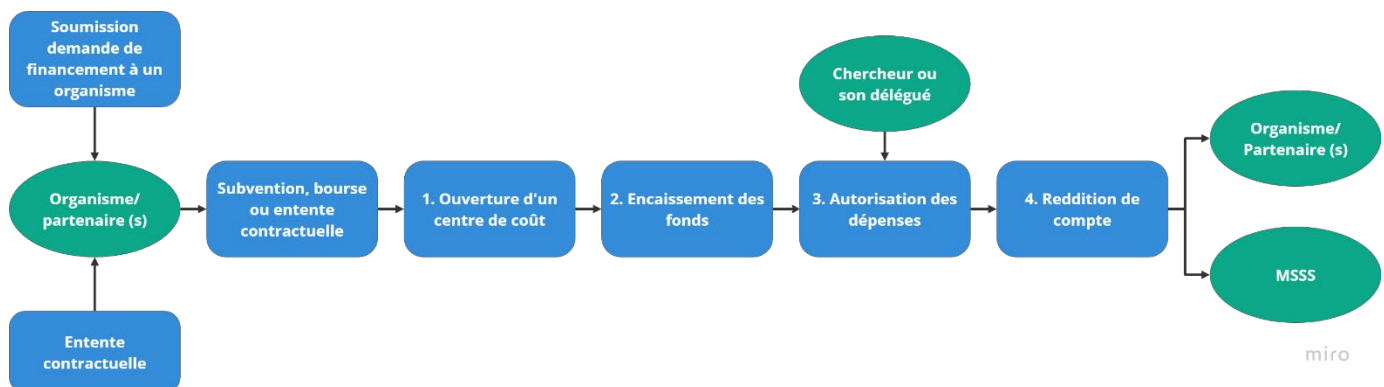 Soumission
demande de
financement à un
organisme
Organisme/
partenaire (s)
Entente
contractuelle
Subvention, bourse
ou entente
contractuelle
1. Ouverture d'un
centre de coût
2. Encaissement des
fonds
Chercheur ou
son délégué
3. Autorisation des
dépenses
4. Reddition de
compte
Organisme/
Partenaire (s)
MSSS
miro